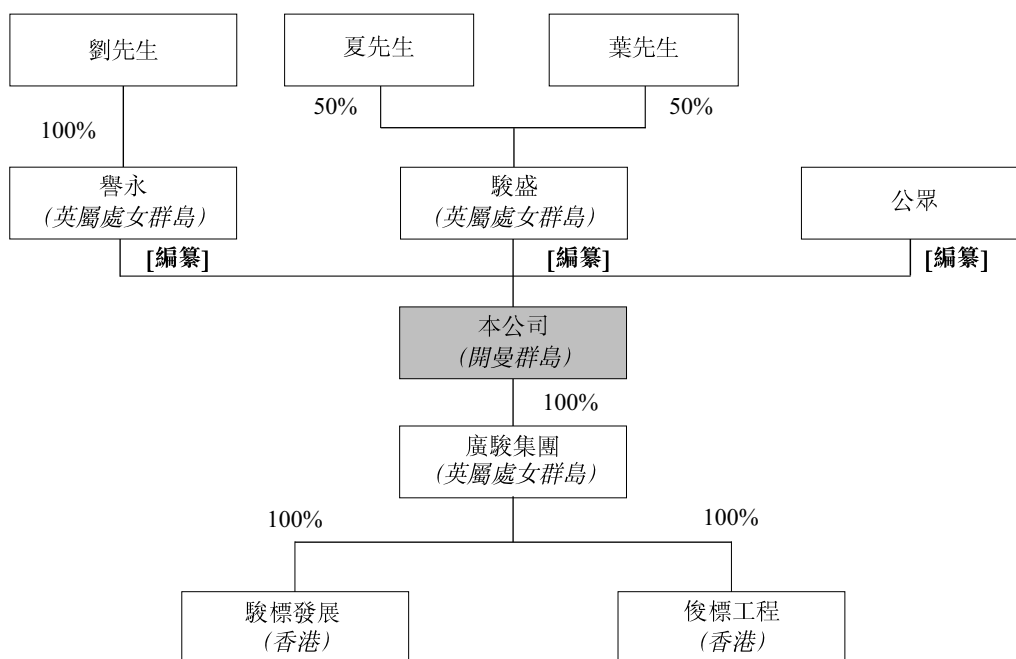 劉先生
夏先生
葉先生
50%
50%
100%
譽永
(英屬處女群島)
駿盛
(英屬處女群島)
公眾
[編纂]
[編纂]
[編纂]
本公司
(開曼群島)
100%
廣駿集團
(英屬處女群島)
100%
100%
駿標發展
(香港)
俊標工程
(香港)